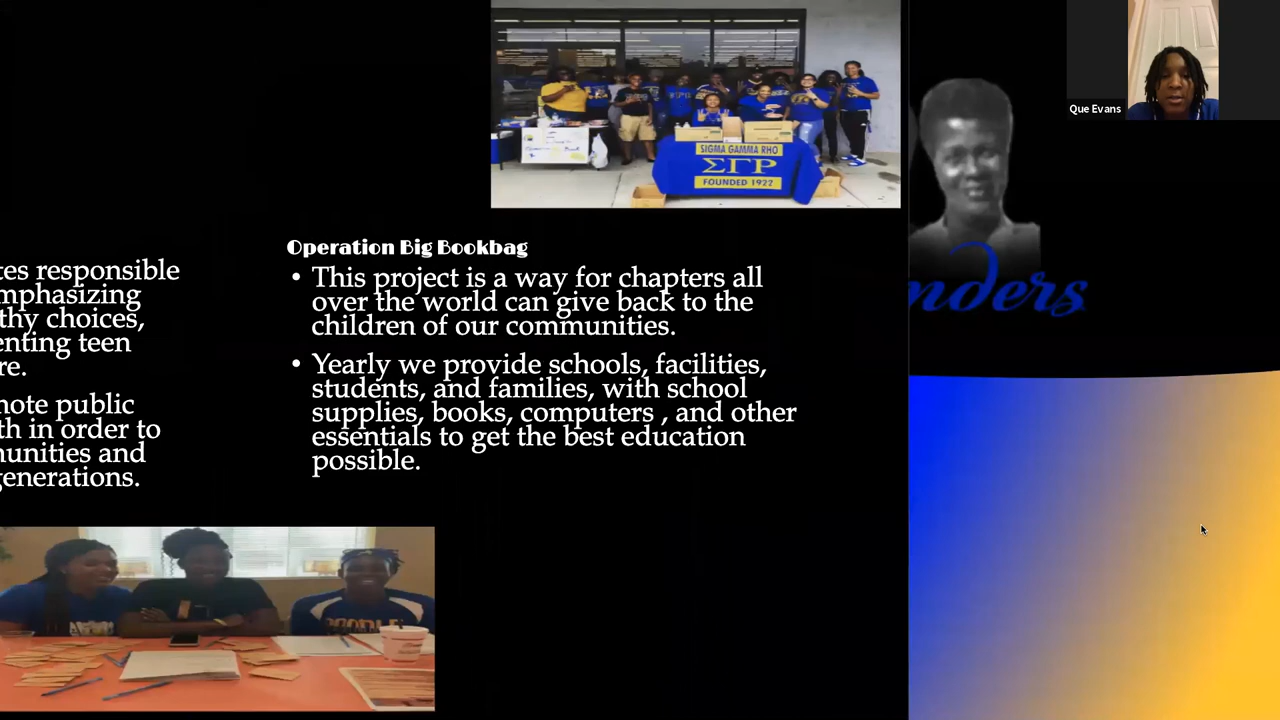 Que Evans
SIGMA GAMMA RHO
ΣΓΡ
FOUNDED 1922
nders
Operation Big Bookbag
• This project is a way for chapters all
over the world can give back to the
children of our communities.
• Yearly we provide schools, facilities,
students, and families, with school
supplies, books, computers , and other
essentials to get the best education
possible.
tes responsible
mphasizing
thy choices,
enting teen
re.
note public
th in order to
nunities and
generations.